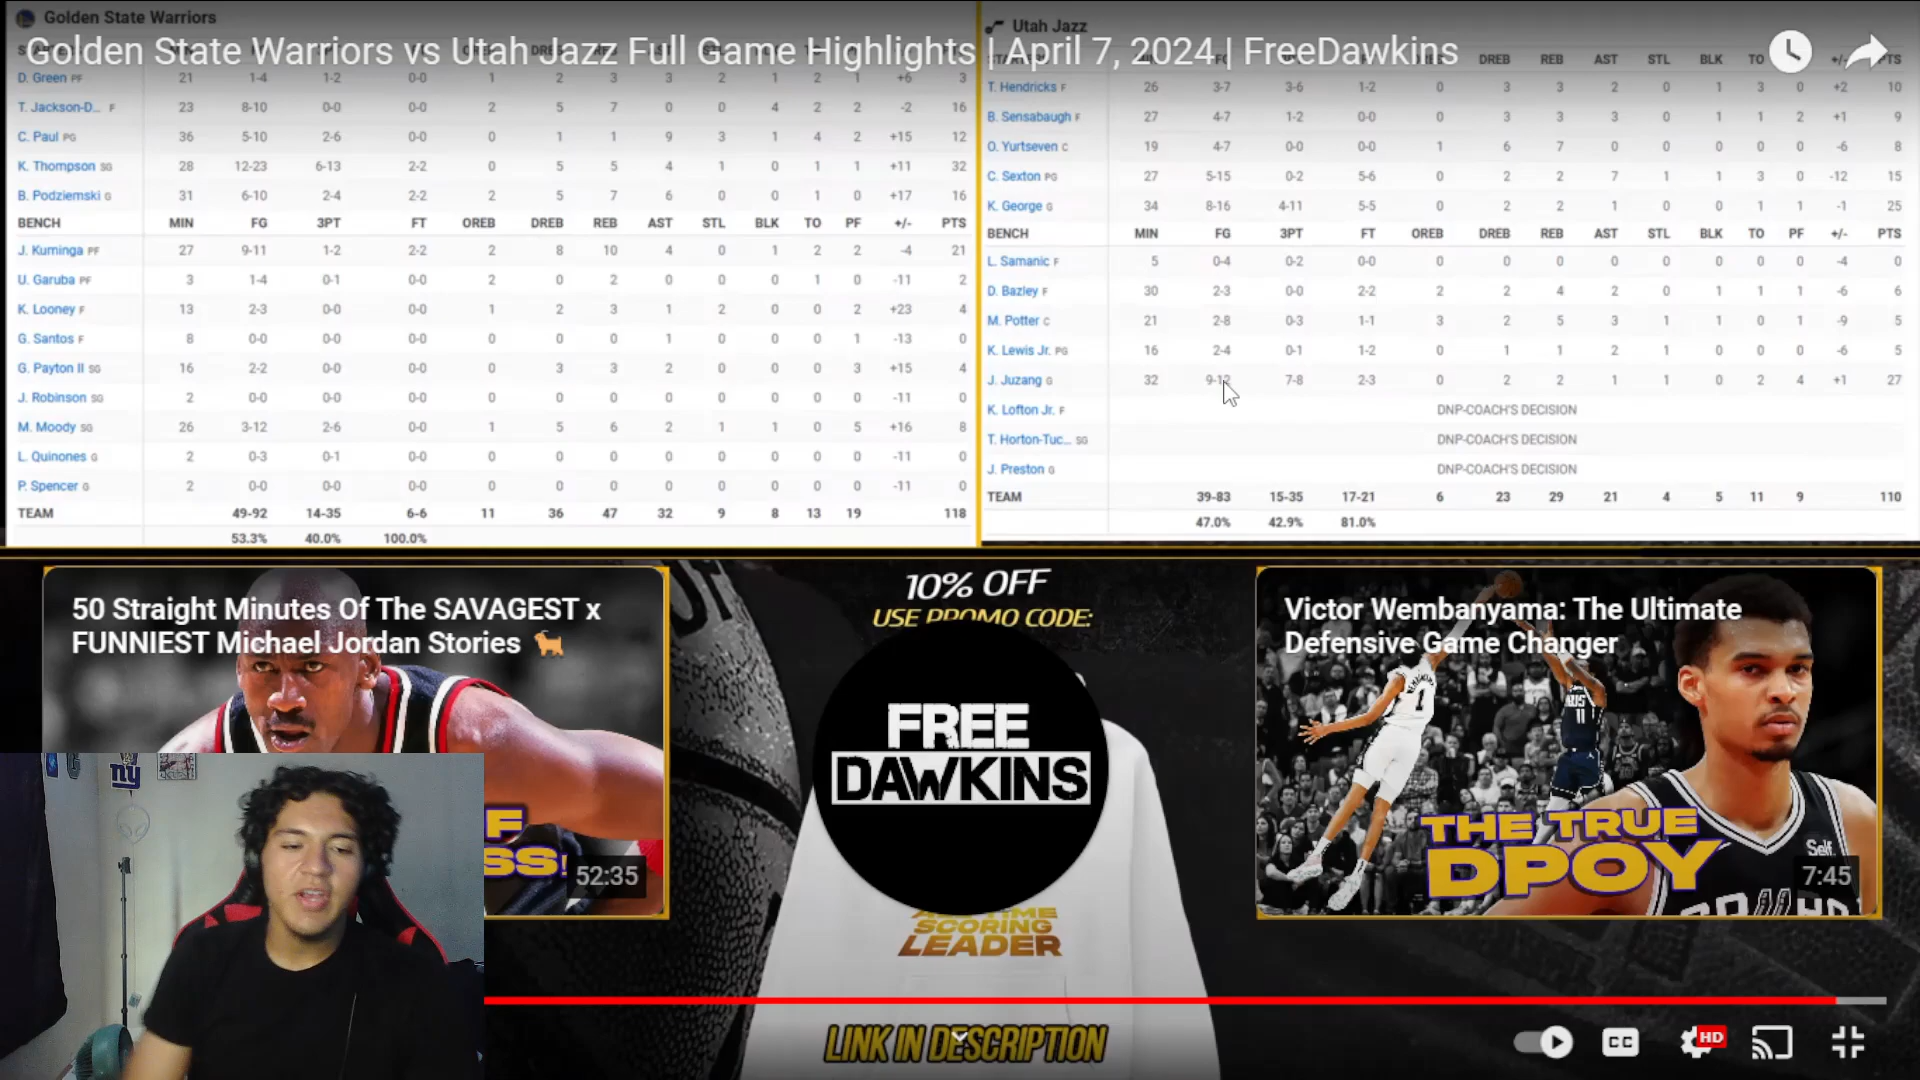 Golden State Warriors
Utah Jazz
Golden State Warriors vs Utah Jazz Full Game Highlights | April 7, 2024 | FreeDawkins
DREB REB AST STL BLK TO +/- PTS
D. Green PF 21 1-4 1-2 0-0 0 1 2 3 3 2 1 2 1 +6 3
T. Jackson-D... F 23 8-10 0-0 0-0 2 5 7 0 0 4 2 2 -2 16
C. Paul PG 36 5-10 2-6 0-0 0 1 1 9 3 1 4 2 +15 12
K. Thompson SG 28 12-23 6-13 2-2 0 5 5 4 1 0 1 1 +11 32
B. Podziemski G 31 6-10 2-4 2-2 2 5 7 6 0 0 1 0 +17 16
BENCH MIN FG 3PT FT OREB DREB REB AST STL BLK TO PF +/- PTS
J. Kuminga PF 27 9-11 1-2 2-2 2 8 10 4 0 1 2 2 -4 21
U. Garuba PF 3 1-4 0-1 0-0 2 0 2 0 0 0 1 0 -11 2
K. Looney F 13 2-3 0-0 0-0 1 2 3 1 2 0 0 2 +23 4
G. Santos F 8 0-0 0-0 0-0 0 0 0 1 0 0 0 1 -13 0
G. Payton II SG 16 2-2 0-0 0-0 0 3 3 2 0 0 0 3 +15 4
J. Robinson SG 2 0-0 0-0 0-0 0 0 0 0 0 0 0 0 -11 0
M. Moody SG 26 3-12 2-6 0-0 1 5 6 2 1 1 0 5 +16 8
L. Quinones G 2 0-3 0-1 0-0 0 0 0 0 0 0 0 0 -11 0
P. Spencer G 2 0-0 0-0 0-0 0 0 0 0 0 0 0 0 -11 0
TEAM 49-92 14-35 6-6 11 36 47 32 9 8 13 19 118
53.3% 40.0% 100.0%
T. Hendricks F 26 3-7 3-6 1-2 0 3 3 2 0 1 3 0 +2 10
B. Sensabaugh F 27 4-7 1-2 0-0 0 3 3 3 0 1 1 2 +1 9
O. Yurtseven C 19 4-7 0-0 0-0 1 6 7 0 0 0 0 0 -6 8
C. Sexton PG 27 5-15 0-2 5-6 0 2 2 7 1 1 3 0 -12 15
K. George G 34 8-16 4-11 5-5 0 2 2 1 0 0 1 1 -1 25
BENCH MIN FG 3PT FT OREB DREB REB AST STL BLK TO PF +/- PTS
L. Samanic F 5 0-4 0-2 0-0 0 0 0 0 0 0 0 0 -4 0
D. Bazley F 30 2-3 0-0 2-2 2 2 4 2 0 1 1 1 -6 6
M. Potter C 21 2-8 0-3 1-1 3 2 5 3 1 1 0 1 -9 5
K. Lewis Jr. PG 16 2-4 0-1 1-2 0 1 1 2 1 0 0 0 -6 5
J. Juzang G 32 9-12 7-8 2-3 0 2 2 1 1 0 2 4 +1 27
K. Lofton Jr. F DNP-COACH'S DECISION
T. Horton-Tuc... SG DNP-COACH'S DECISION
J. Preston G DNP-COACH'S DECISION
TEAM 39-83 15-35 17-21 6 23 29 21 4 5 11 9 110
47.0% 42.9% 81.0%
50 Straight Minutes Of The SAVAGEST x
FUNNIEST Michael Jordan Stories
52:35
10% OFF
USE PROMO CODE:
FREE
DAWKINS
SCORING
LEADER
LINK IN DESCRIPTION
Victor Wembanyama: The Ultimate
Defensive Game Changer
1
11
THE TRUE
DPOY
Self
7:45
ny
CC
HD